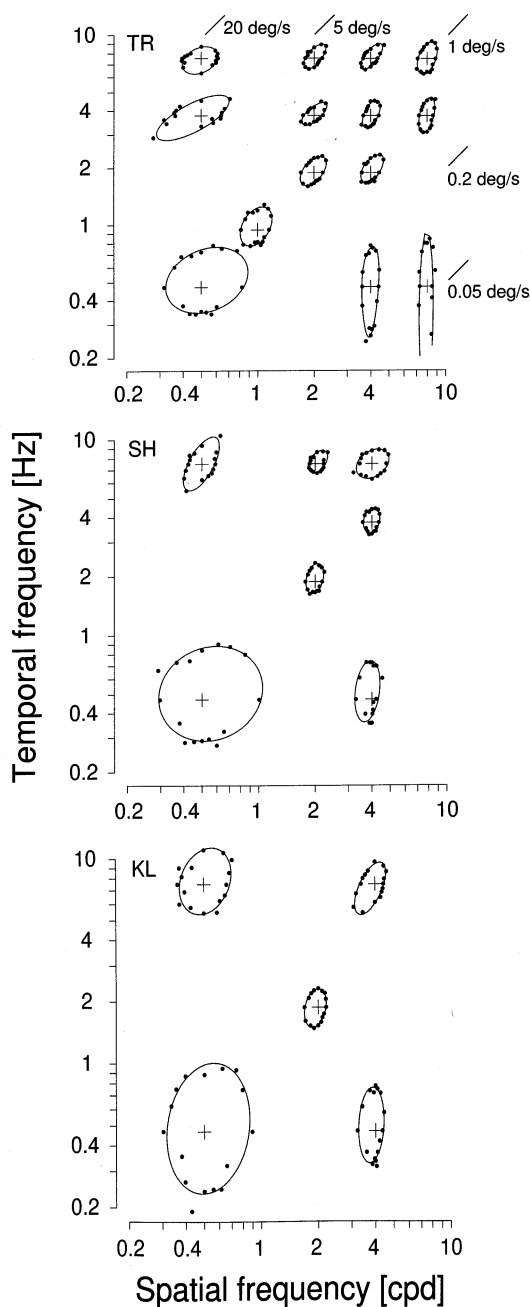 TR
20 deg/s
5 deg/s
1 deg/s
0.2 deg/s
0.05 deg/s
10
4
2
1
0.4
0.2
0.2 0.4 1 2 4 10
SH
10
4
2
1
0.4
0.2
0.2 0.4 1 2 4 10
KL
10
4
2
1
0.4
0.2
0.2 0.4 1 2 4 10
Temporal frequency [Hz]
Spatial frequency [cpd]